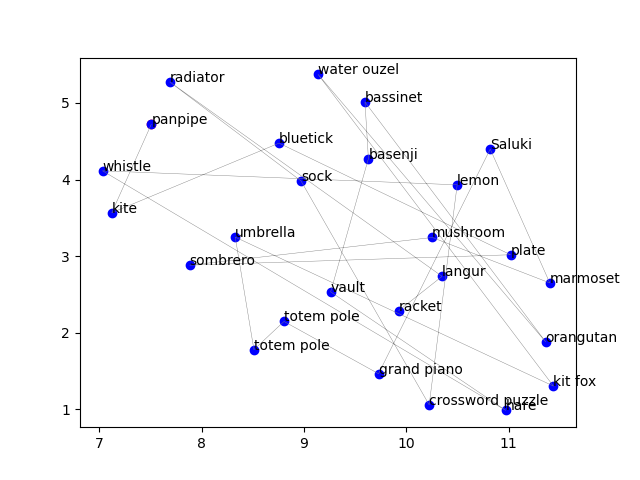 water ouzel
radiator
bassinet
5
panpipe
bluetick
Saluki
basenji
whistle
sock
lemon
4
kite
umbrella
mushroom
plate
3
sombrero
langur
marmoset
vault
racket
totem pole
orangutan
2
totem pole
grand piano
kit fox
crossword puzzle
hare
1
7
8
9
10
11